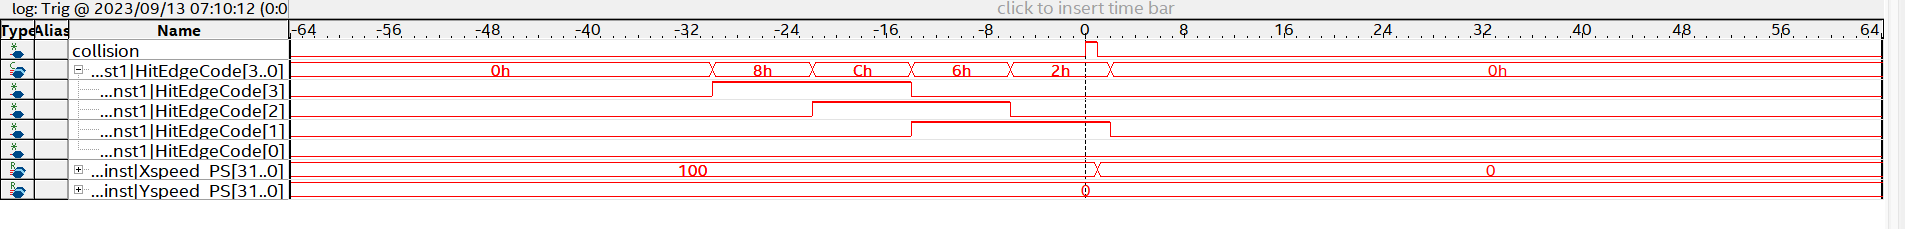 log: Trig @ 2023/09/13 07:10:12 (0:0 click to insert time bar
Type Alias Name -64 -56 -48 -40 -32 -24 -16 -8 0 8 16 24 32 40 48 56 64
collision
...st1|HitEdgeCode[3..0] 0h 8h Ch 6h 2h 0h
...nst1|HitEdgeCode[3]
...nst1|HitEdgeCode[2]
...nst1|HitEdgeCode[1]
...nst1|HitEdgeCode[0]
...inst|Xspeed_PS[31..0] 100 0
...inst|Yspeed_PS[31..0] 0